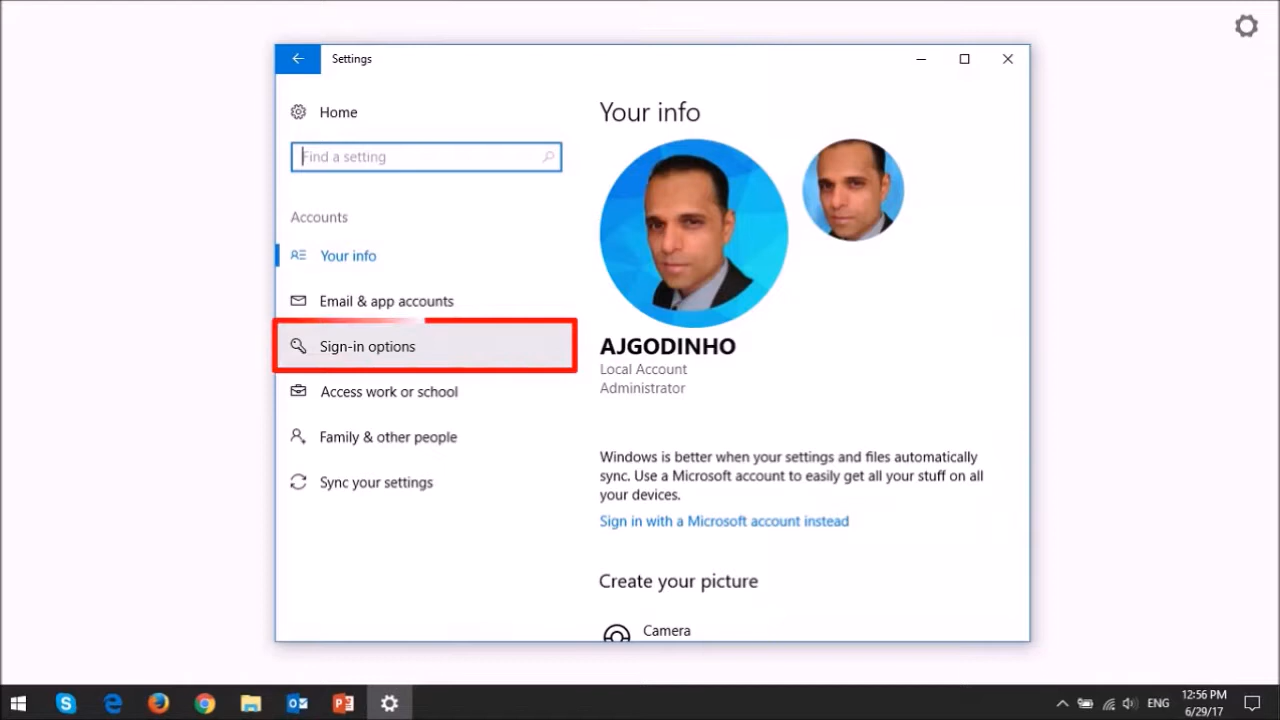 Settings
Home
Find a setting
Accounts
Your info
Email & app accounts
Sign-in options
Access work or school
Family & other people
Sync your settings
Your info
AJGODINHO
Local Account
Administrator
Windows is better when your settings and files automatically
sync. Use a Microsoft account to easily get all your stuff on all
your devices.
Sign in with a Microsoft account instead
Create your picture
Camera
ENG
12:56 PM
6/29/17